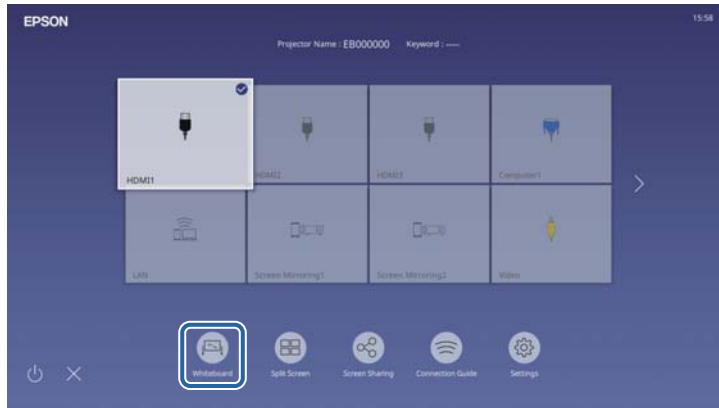 EPSON
15:58
Projector Name : EB000000 Keyword : -----
HDMI1
HDMI2
HDMI3
Computer1
LAN
Screen Mirroring1
Screen Mirroring2
Video
Whiteboard
Split Screen
Screen Sharing
Connection Guide
Settings